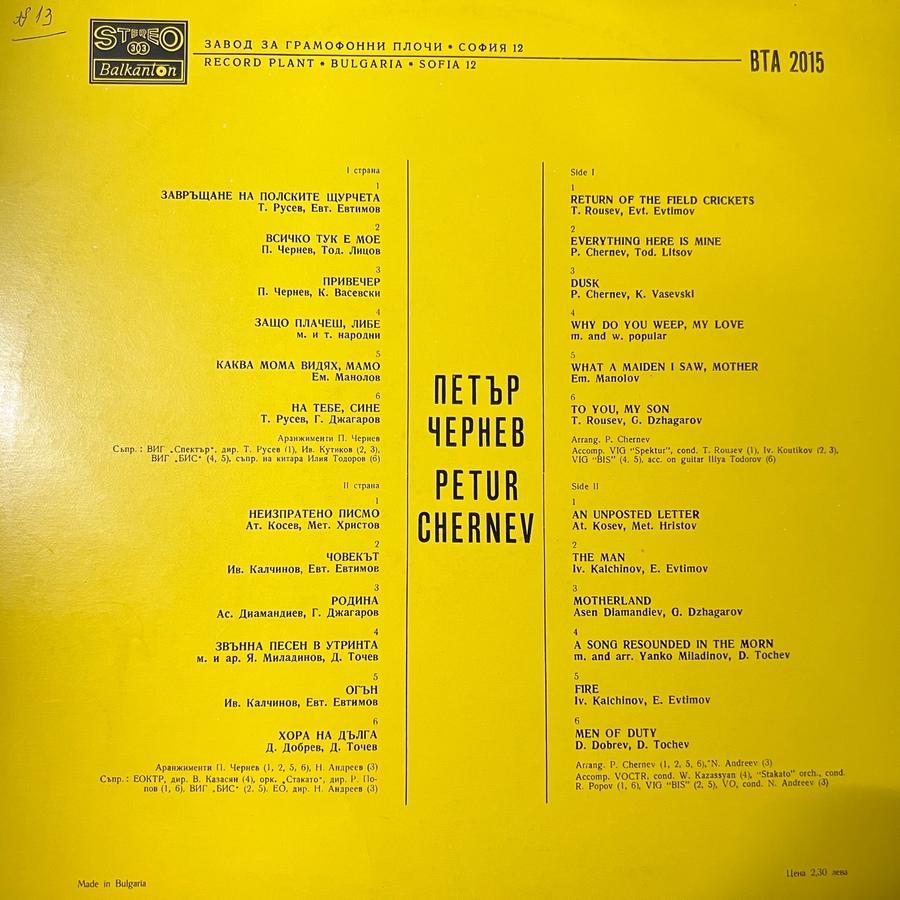 № 13
STEREO
303
Balkanton
ЗАВОД ЗА ГРАМОФОННИ ПЛОЧИ • СОФИЯ 12
RECORD PLANT • BULGARIA • SOFIA 12
ВТА 2015
I страна
1
ЗАВРЪЩАНЕ НА ПОЛСКИТЕ ЩУРЧЕТА
Т. Русев, Евт. Евтимов
2
ВСИЧКО ТУК Е МОЕ
П. Чернев, Тод. Лицов
3
ПРИВЕЧЕР
П. Чернев, К. Васевски
4
ЗАЩО ПЛАЧЕШ, ЛИБЕ
м. и т. народни
5
КАКВА МОМА ВИДЯХ, МАМО
Ем. Манолов
6
НА ТЕБЕ, СИНЕ
Т. Русев, Г. Джагаров
Аранжименти П. Чернев
Съпр.: ВИГ „Спектър", дир. Т. Русев (1), Ив. Кутиков (2, 3),
ВИГ „БИС" (4, 5), съпр. на китара Илия Тодоров (6)
II страна
1
НЕИЗПРАТЕНО ПИСМО
Ат. Косев, Мет. Христов
2
ЧОВЕКЪТ
Ив. Калчинов, Евт. Евтимов
3
РОДИНА
Ас. Диамандиев, Г. Джагаров
4
ЗВЪННА ПЕСЕН В УТРИНТА
м. и ар. Я. Миладинов, Д. Точев
5
ОГЪН
Ив. Калчинов, Евт. Евтимов
6
ХОРА НА ДЪЛГА
Д. Добрев, Д. Точев
Аранжименти П. Чернев (1, 2, 5, 6), Н. Андреев (3)
Съпр.: ЕОКТР, дир. В. Казасян (4), орк. „Стакато", дир. Р. По-
пов (1, 6), ВИГ „БИС" (2, 5), ЕО, дир. Н. Андреев (3)
ПЕТЪР
ЧЕРНЕВ
PETUR
CHERNEV
Side I
1
RETURN OF THE FIELD CRICKETS
T. Rousev, Evt. Evtimov
2
EVERYTHING HERE IS MINE
P. Chernev, Tod. Litsov
3
DUSK
P. Chernev, K. Vasevski
4
WHY DO YOU WEEP, MY LOVE
m. and w. popular
5
WHAT A MAIDEN I SAW, MOTHER
Em. Manolov
6
TO YOU, MY SON
T. Rousev, G. Dzhagarov
Arrang. P. Chernev
Accomp. VIG "Spektur", cond. T. Rousev (1), Iv. Koutikov (2, 3),
VIG "BIS" (4, 5), acc. on guitar Iliya Todorov (6)
Side II
1
AN UNPOSTED LETTER
At. Kosev, Met. Hristov
2
THE MAN
Iv. Kalchinov, E. Evtimov
3
MOTHERLAND
Asen Diamandiev, G. Dzhagarov
4
A SONG RESOUNDED IN THE MORN
m. and arr. Yanko Miladinov, D. Tochev
5
FIRE
Iv. Kalchinov, E. Evtimov
6
MEN OF DUTY
D. Dobrev, D. Tochev
Arrang. P. Chernev (1, 2, 5, 6), N. Andreev (3)
Accomp. VOCTR, cond. W. Kazassyan (4), "Stakato" orch., cond.
R. Popov (1, 6), VIG "BIS" (2, 5), VO, cond. N. Andreev (3)
Made in Bulgaria
Цена 2,30 лева